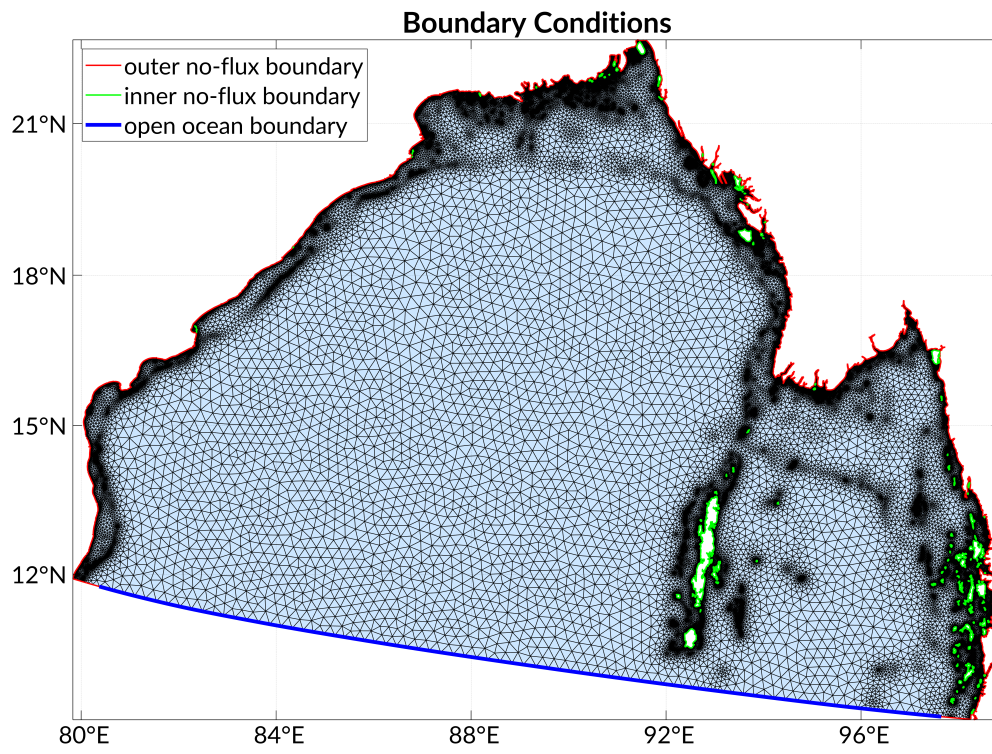 Boundary Conditions
outer no-flux boundary
inner no-flux boundary
open ocean boundary
21°N
18°N
15°N
12°N
80°E 84°E 88°E 92°E 96°E